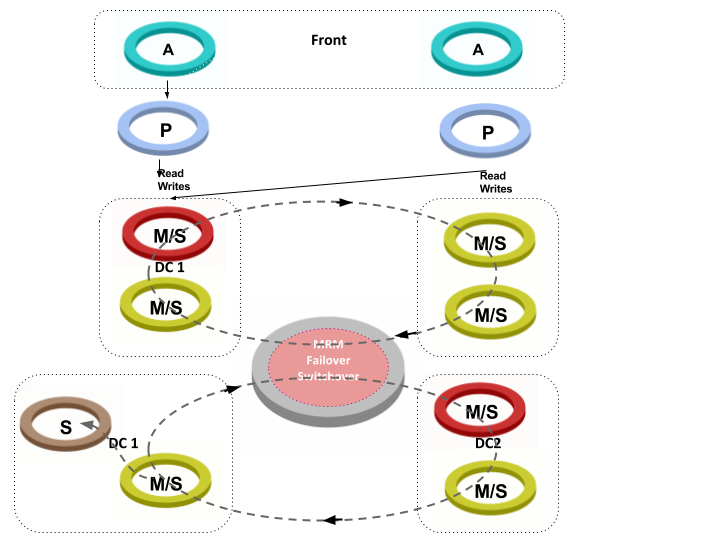 A
Front
A
P
P
Read
Writes
Read
Writes
M/S
M/S
DC 1
M/S
M/S
MRM
Failover
Switchover
S
M/S
DC 1
DC2
M/S
M/S